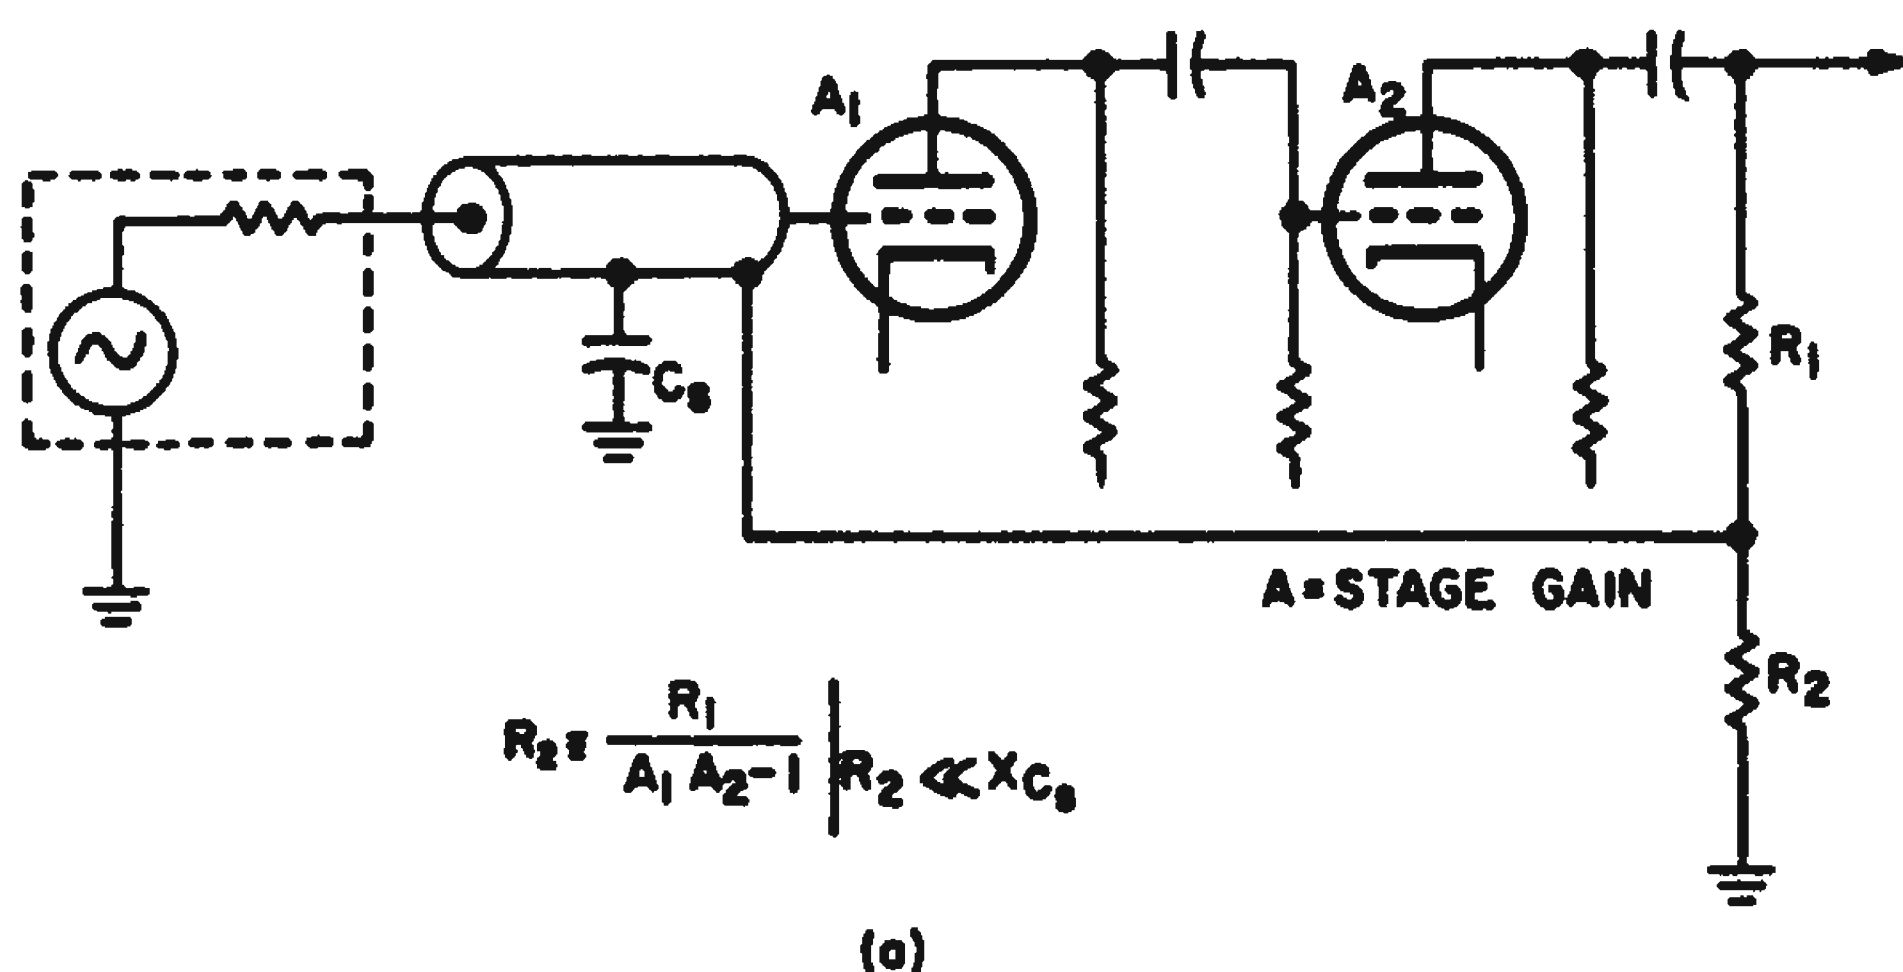 A1
A2
Cs
R1
A = STAGE GAIN
R2
R2 = R1 / A1 A2 - 1 | R2 ≪ XCs
(a)